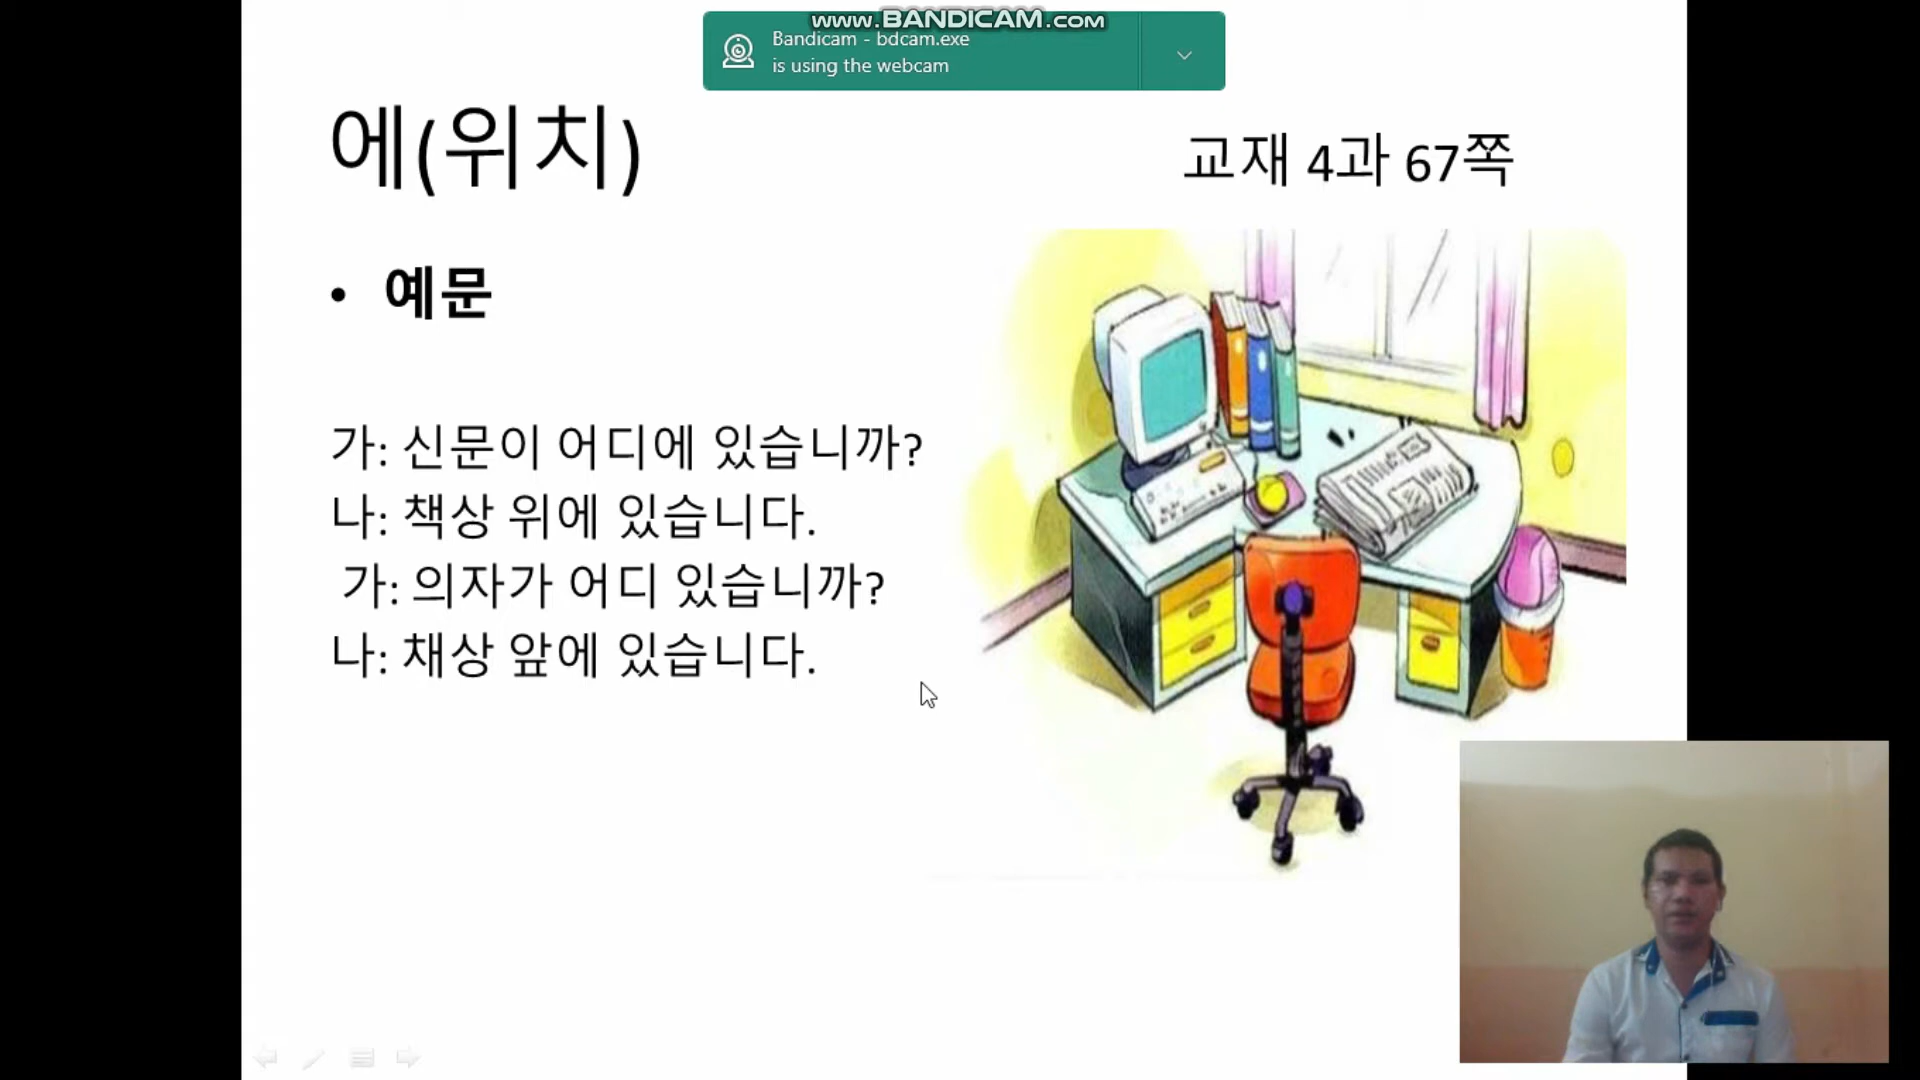 www.BANDICAM.com
Bandicam - bdcam.exe
is using the webcam
에(위치)
교재 4과 67쪽
• 예문
가: 신문이 어디에 있습니까?
나: 책상 위에 있습니다.
가: 의자가 어디 있습니까?
나: 채상 앞에 있습니다.